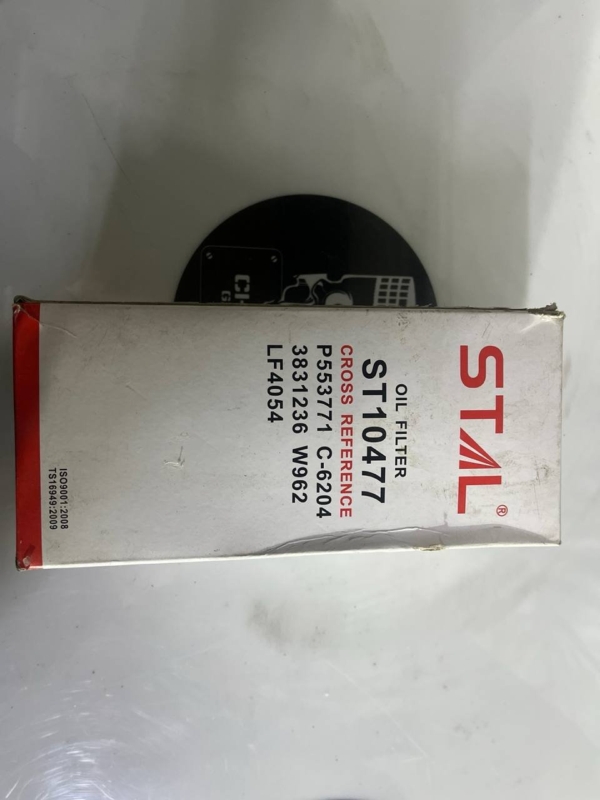 STAL®
OIL FILTER
ST10477
CROSS REFERENCE
P553771 C-6204
3831236 W962
LF4054
ISO9001:2008
TS16949:2009